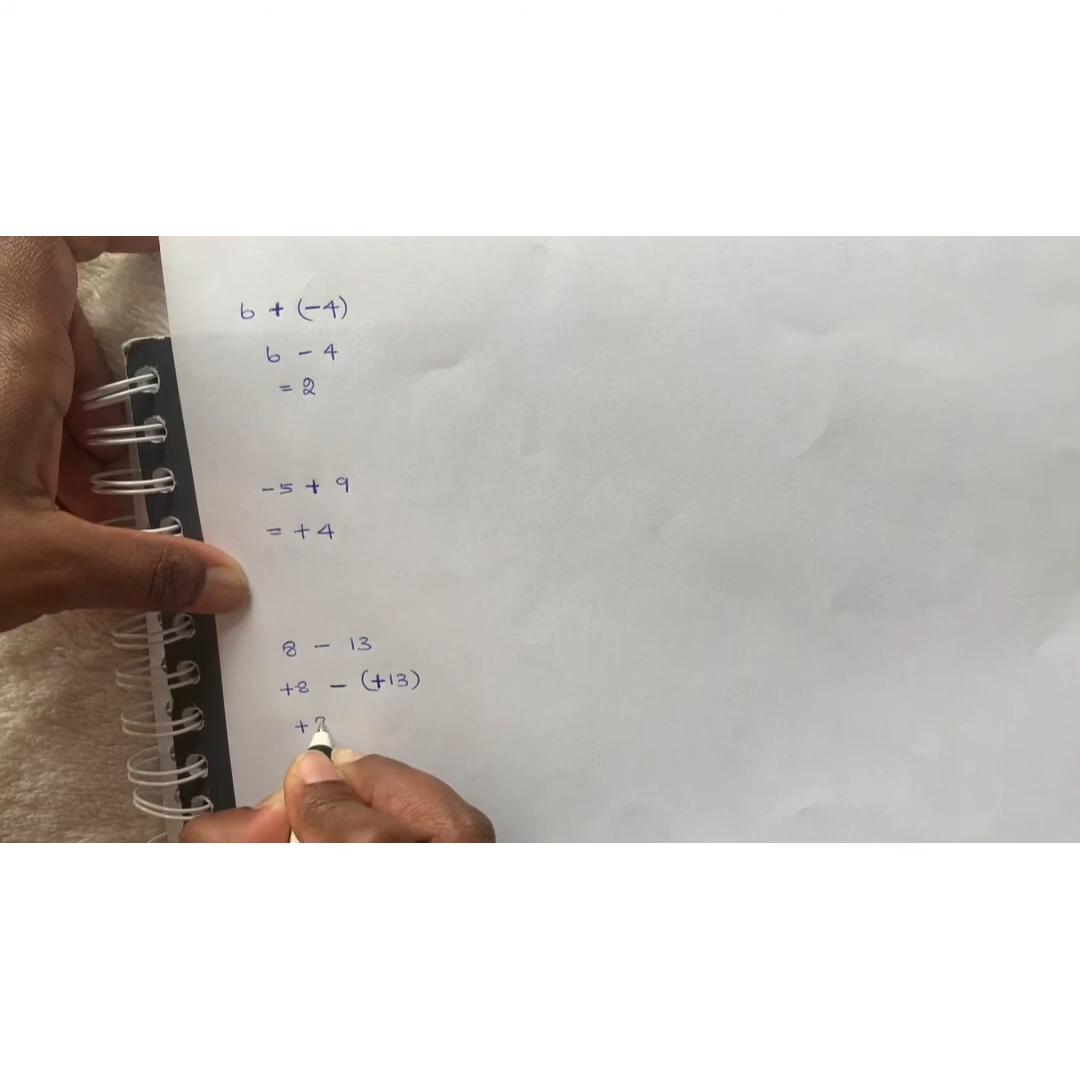 6 + (-4)
6 - 4
= 2
-5 + 9
= +4
8 - 13
+8 - (+13)
+